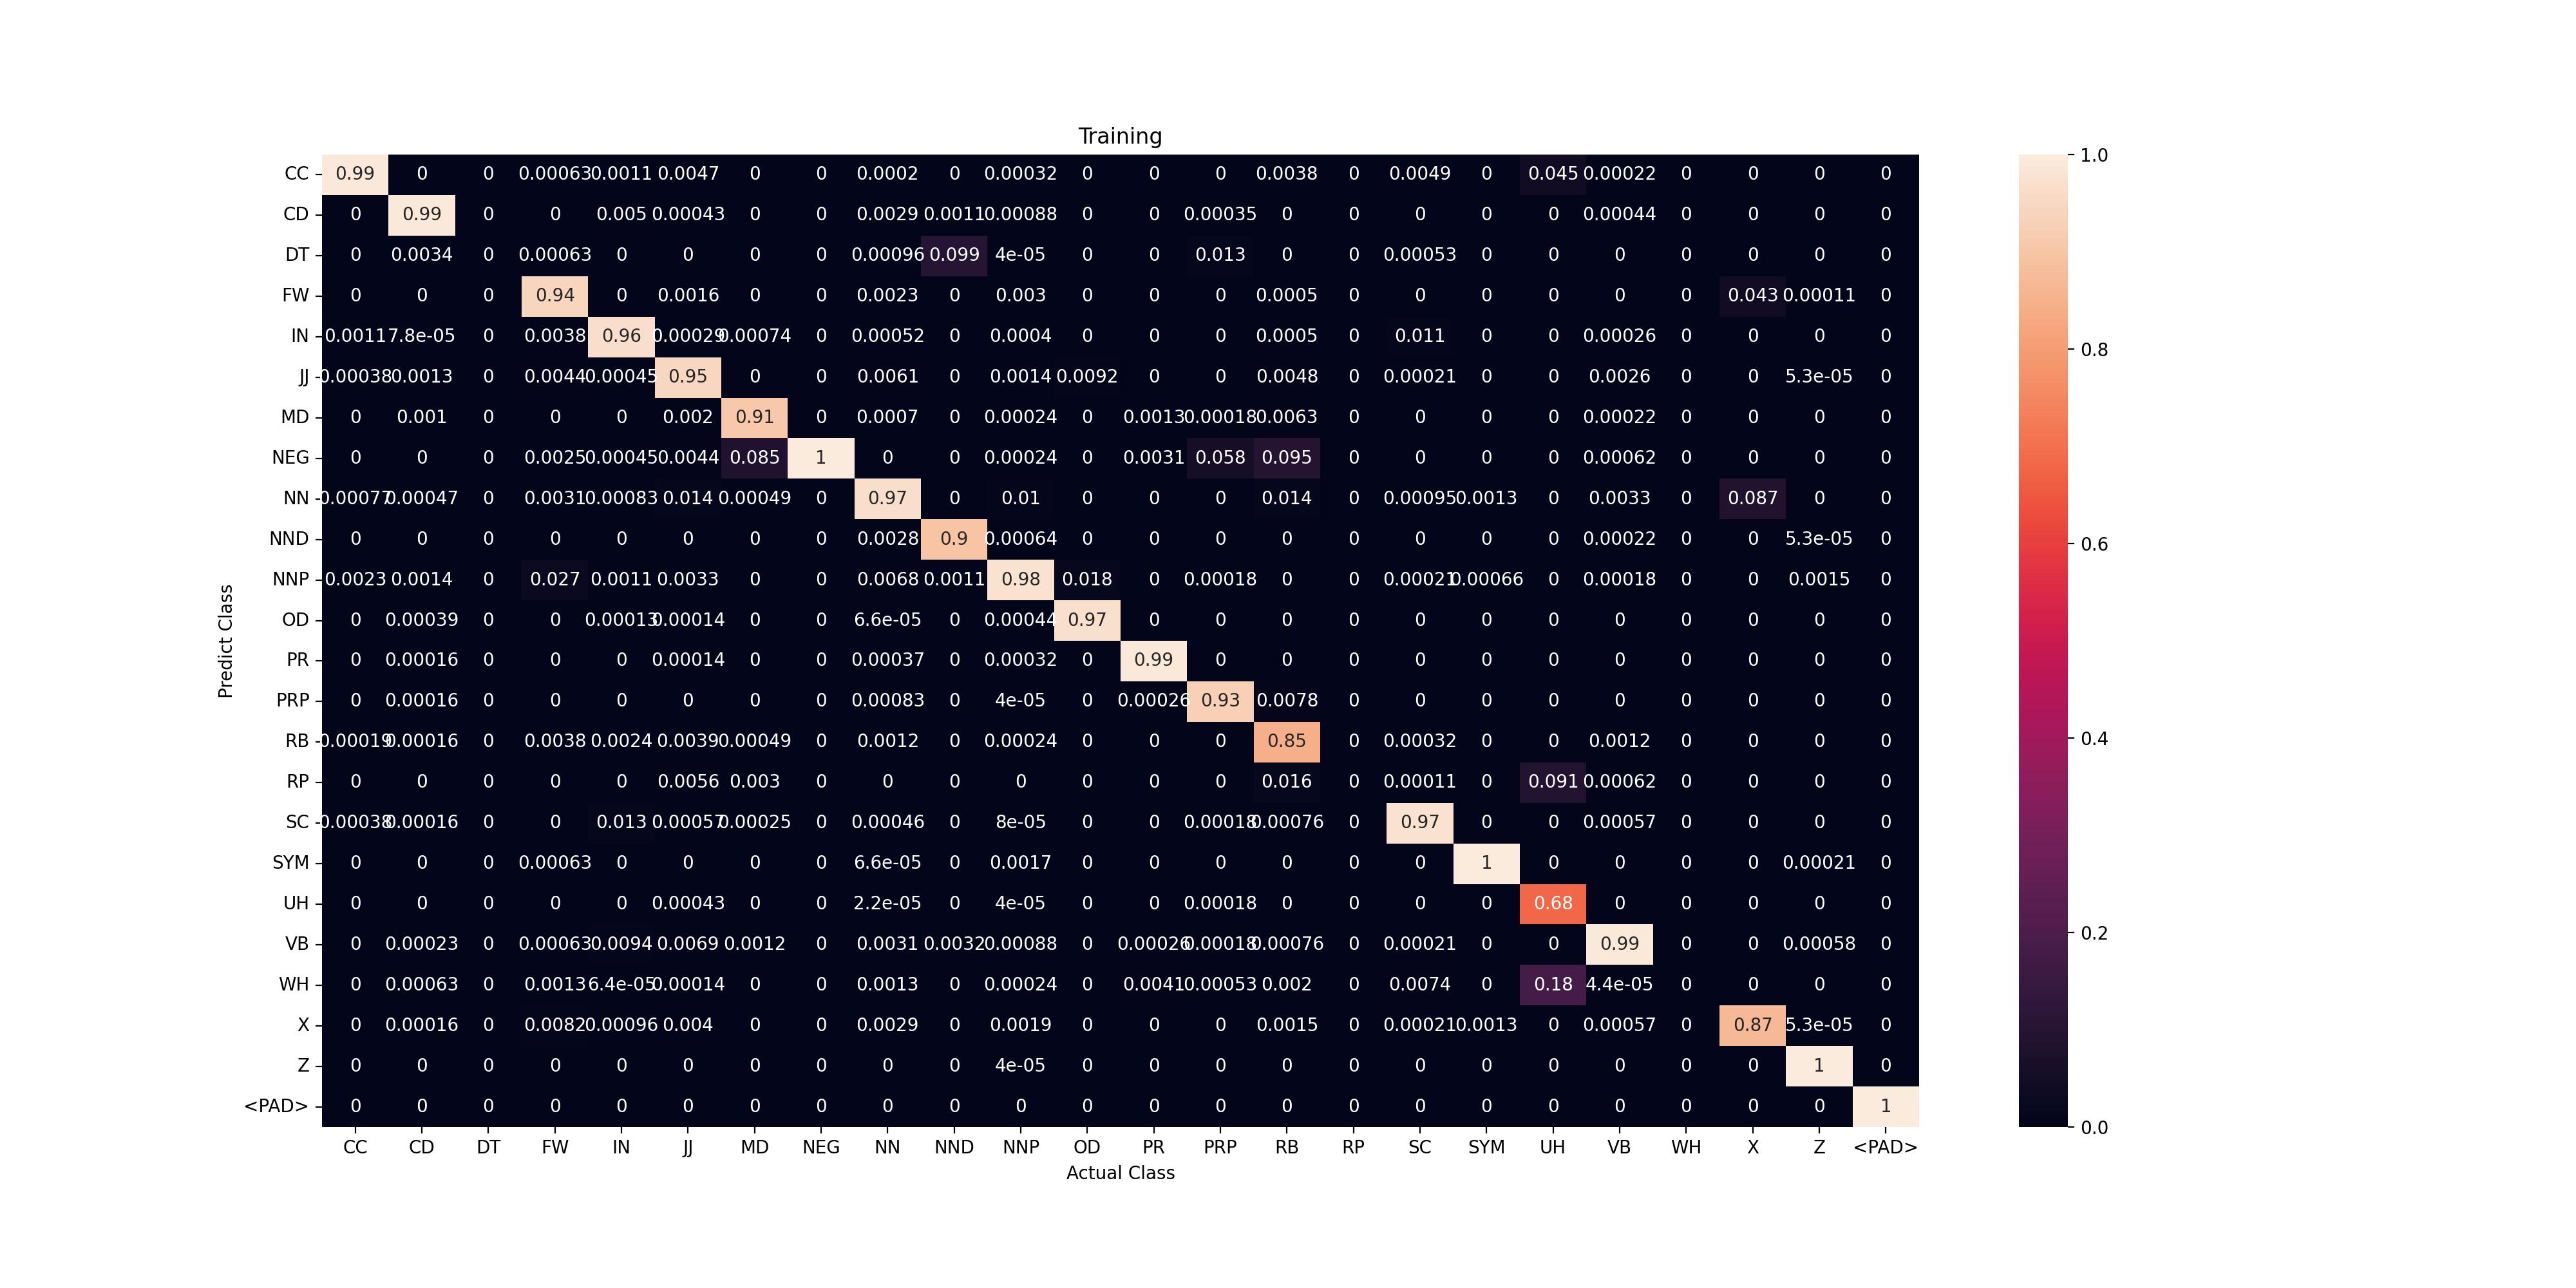 Training
CC 0.99 0 0 0.00063 0.0011 0.0047 0 0 0.0002 0 0.00032 0 0 0 0.0038 0 0.0049 0 0.045 0.00022 0 0 0 0 1.0
CD 0 0.99 0 0 0.005 0.00043 0 0 0.0029 0.0011 0.00088 0 0 0.00035 0 0 0 0 0 0.00044 0 0 0 0
DT 0 0.0034 0 0.00063 0 0 0 0 0.00096 0.099 4e-05 0 0 0.013 0 0 0.00053 0 0 0 0 0 0 0
FW 0 0 0 0.94 0 0.0016 0 0 0.0023 0 0.003 0 0 0 0.0005 0 0 0 0 0 0 0.043 0.00011 0
IN 0.0011 7.8e-05 0 0.0038 0.96 0.00029 0.00074 0 0.00052 0 0.0004 0 0 0 0.0005 0 0.011 0 0 0.00026 0 0 0 0 0.8
JJ 0.00038 0.0013 0 0.0044 0.00045 0.95 0 0 0.0061 0 0.0014 0.0092 0 0 0.0048 0 0.00021 0 0 0.0026 0 0 5.3e-05 0
MD 0 0.001 0 0 0 0.002 0.91 0 0.0007 0 0.00024 0 0.0013 0.00018 0.0063 0 0 0 0 0.00022 0 0 0 0
NEG 0 0 0 0.0025 0.00045 0.0044 0.085 1 0 0 0.00024 0 0.0031 0.058 0.095 0 0 0 0 0.00062 0 0 0 0
NN 0.00077 0.00047 0 0.0031 0.00083 0.014 0.00049 0 0.97 0 0.01 0 0 0 0.014 0 0.00095 0.0013 0 0.0033 0 0.087 0 0
NND 0 0 0 0 0 0 0 0 0.0028 0.9 0.00064 0 0 0 0 0 0 0 0 0.00022 0 0 5.3e-05 0 0.6
NNP 0.0023 0.0014 0 0.027 0.0011 0.0033 0 0 0.0068 0.0011 0.98 0.018 0 0.00018 0 0 0.00021 0.00066 0 0.00018 0 0 0.0015 0
OD 0 0.00039 0 0 0.00013 0.00014 0 0 6.6e-05 0 0.00044 0.97 0 0 0 0 0 0 0 0 0 0 0 0
PR 0 0.00016 0 0 0 0.00014 0 0 0.00037 0 0.00032 0 0.99 0 0 0 0 0 0 0 0 0 0 0
PRP 0 0.00016 0 0 0 0 0 0 0.00083 0 4e-05 0 0.00026 0.93 0.0078 0 0 0 0 0 0 0 0 0
RB 0.00019 0.00016 0 0.0038 0.0024 0.0039 0.00049 0 0.0012 0 0.00024 0 0 0 0.85 0 0.00032 0 0 0.0012 0 0 0 0 0.4
RP 0 0 0 0 0 0.0056 0.003 0 0 0 0 0 0 0 0.016 0 0.00011 0 0.091 0.00062 0 0 0 0
SC 0.00038 0.00016 0 0 0.013 0.00057 0.00025 0 0.00046 0 8e-05 0 0 0.00018 0.00076 0 0.97 0 0 0.00057 0 0 0 0
SYM 0 0 0 0.00063 0 0 0 0 6.6e-05 0 0.0017 0 0 0 0 0 0 1 0 0 0 0 0.00021 0
UH 0 0 0 0 0 0.00043 0 0 2.2e-05 0 4e-05 0 0 0.00018 0 0 0 0 0.68 0 0 0 0 0
VB 0 0.00023 0 0.00063 0.0094 0.0069 0.0012 0 0.0031 0.0032 0.00088 0 0.00026 0.00018 0.00076 0 0.00021 0 0 0.99 0 0 0.00058 0 0.2
WH 0 0.00063 0 0.0013 6.4e-05 0.00014 0 0 0.0013 0 0.00024 0 0.0041 0.00053 0.002 0 0.0074 0 0.18 4.4e-05 0 0 0 0
X 0 0.00016 0 0.0082 0.00096 0.004 0 0 0.0029 0 0.0019 0 0 0 0.0015 0 0.00021 0.0013 0 0.00057 0 0.87 5.3e-05 0
Z 0 0 0 0 0 0 0 0 0 0 4e-05 0 0 0 0 0 0 0 0 0 0 0 1 0
<PAD> 0 0 0 0 0 0 0 0 0 0 0 0 0 0 0 0 0 0 0 0 0 0 0 1 0.0
CC CD DT FW IN JJ MD NEG NN NND NNP OD PR PRP RB RP SC SYM UH VB WH X Z <PAD>
Actual Class
Predict Class